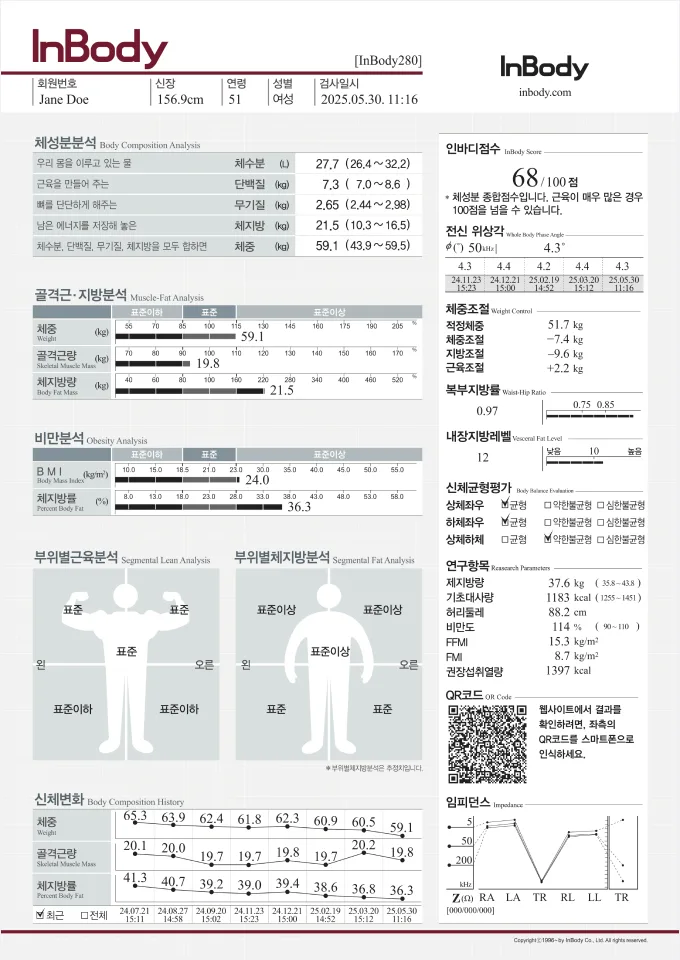 InBody
[InBody280]
InBody
inbody.com
회원번호 신장 연령 성별 검사일시
Jane Doe 156.9cm 51 여성 2025.05.30. 11:16
체성분분석 Body Composition Analysis
우리 몸을 이루고 있는 물 체수분 (L) 27.7 (26.4~32.2)
근육을 만들어 주는 단백질 (kg) 7.3 ( 7.0~8.6 )
뼈를 단단하게 해주는 무기질 (kg) 2.65 (2.44~2.98)
남은 에너지를 저장해 놓은 체지방 (kg) 21.5 (10.3~16.5)
체수분, 단백질, 무기질, 체지방을 모두 합하면 체중 (kg) 59.1 (43.9~59.5)
골격근·지방분석 Muscle-Fat Analysis
표준이하 표준 표준이상
체중 (kg) 55 70 85 100 115 130 145 160 175 190 205 %
Weight 59.1
골격근량 (kg) 70 80 90 100 110 120 130 140 150 160 170 %
Skeletal Muscle Mass 19.8
체지방량 (kg) 40 60 80 100 160 220 280 340 400 460 520 %
Body Fat Mass 21.5
비만분석 Obesity Analysis
표준이하 표준 표준이상
BMI (kg/m²) 10.0 15.0 18.5 21.0 23.0 30.0 35.0 40.0 45.0 50.0 55.0
Body Mass Index 24.0
체지방률 (%) 8.0 13.0 18.0 23.0 28.0 33.0 38.0 43.0 48.0 53.0 58.0
Percent Body Fat 36.3
부위별근육분석 Segmental Lean Analysis
표준 표준
표준
왼 오른
표준이하 표준이하
부위별체지방분석 Segmental Fat Analysis
표준이상 표준이상
표준이상
왼 오른
표준 표준
*부위별체지방분석은 추정치입니다.
신체변화 Body Composition History
체중 65.3 63.9 62.4 61.8 62.3 60.9 60.5 59.1
Weight
골격근량 20.1 20.0 19.7 19.7 19.8 19.7 20.2 19.8
Skeletal Muscle Mass
체지방률 41.3 40.7 39.2 39.0 39.4 38.6 36.8 36.3
Percent Body Fat
최근 전체 24.07.21 24.08.27 24.09.20 24.11.23 24.12.21 25.02.19 25.03.20 25.05.30
15:11 14:58 15:02 15:23 15:00 14:52 15:12 11:16
인바디점수 InBody Score
68/100점
* 체성분 종합점수입니다. 근육이 매우 많은 경우
100점을 넘을 수 있습니다.
전신 위상각 Whole Body Phase Angle
ø(°) 50kHz| 4.3°
4.3 4.4 4.2 4.4 4.3
24.11.23 24.12.21 25.02.19 25.03.20 25.05.30
15:23 15:00 14:52 15:12 11:16
체중조절 Weight Control
적정체중 51.7 kg
체중조절 −7.4 kg
지방조절 −9.6 kg
근육조절 +2.2 kg
복부지방률 Waist-Hip Ratio
0.97 0.75 0.85
내장지방레벨 Vesceral Fat Level
12 낮음 10 높음
신체균형평가 Body Balance Evaluation
상체좌우 균형 약한불균형 심한불균형
하체좌우 균형 약한불균형 심한불균형
상체하체 균형 약한불균형 심한불균형
연구항목 Reasearch Parameters
제지방량 37.6 kg ( 35.8~43.8 )
기초대사량 1183 kcal ( 1255~1451 )
허리둘레 88.2 cm
비만도 114 % ( 90~110 )
FFMI 15.3 kg/m²
FMI 8.7 kg/m²
권장섭취열량 1397 kcal
QR코드 QR Code
웹사이트에서 결과를
확인하려면, 좌측의
QR코드를 스마트폰으로
인식하세요.
임피던스 Impedance
5
50
200
kHz
Z(Ω) RA LA TR RL LL TR
[000/000/000]
Copyright ⓒ 1996~ by InBody Co., Ltd. All rights reserved.